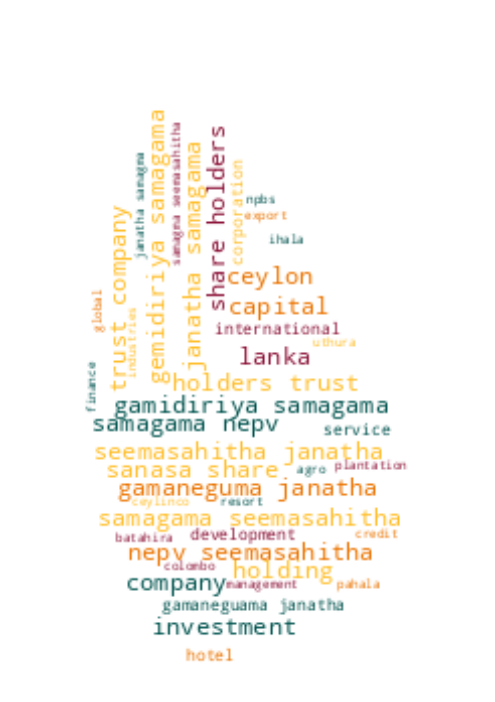 gemidiriya samagama
samagna seemasahitha
share holders
janatha samagama
janatha samagna
corporation
npbs
export
trust company
ihala
ceylon
global
capital
industries
international
uthura
lanka
finance
holders trust
gamidiriya samagama
samagama nepv
service
seemasahitha janatha
sanasa share
agro
plantation
gamaneguma janatha
ceylinco
resort
samagama seemasahitha
batahira
development
credit
nepv seemasahitha
colombo
holding
company
management
pahala
gamaneguama janatha
investment
hotel